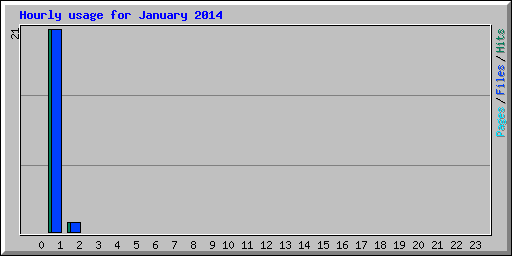 Hourly usage for January 2014
21
Pages/Files/Hits
0 1 2 3 4 5 6 7 8 9 10 11 12 13 14 15 16 17 18 19 20 21 22 23